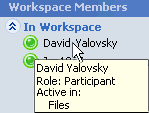 Workspace Members
In Workspace
David Yalovsky
David Yalovsky
Role: Participant
Active in:
Files